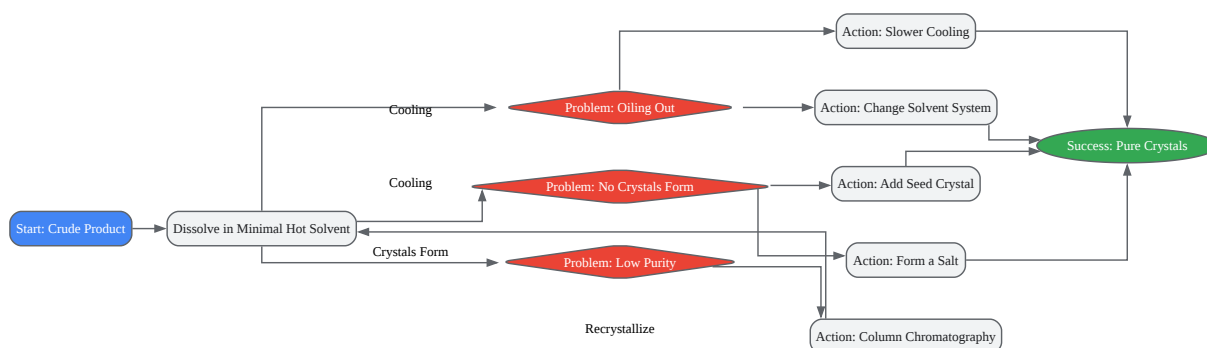 Action: Slower Cooling
Cooling
Problem: Oiling Out
Action: Change Solvent System
Success: Pure Crystals
Cooling
Problem: No Crystals Form
Action: Add Seed Crystal
Start: Crude Product
Dissolve in Minimal Hot Solvent
Crystals Form
Problem: Low Purity
Action: Form a Salt
Recrystallize
Action: Column Chromatography